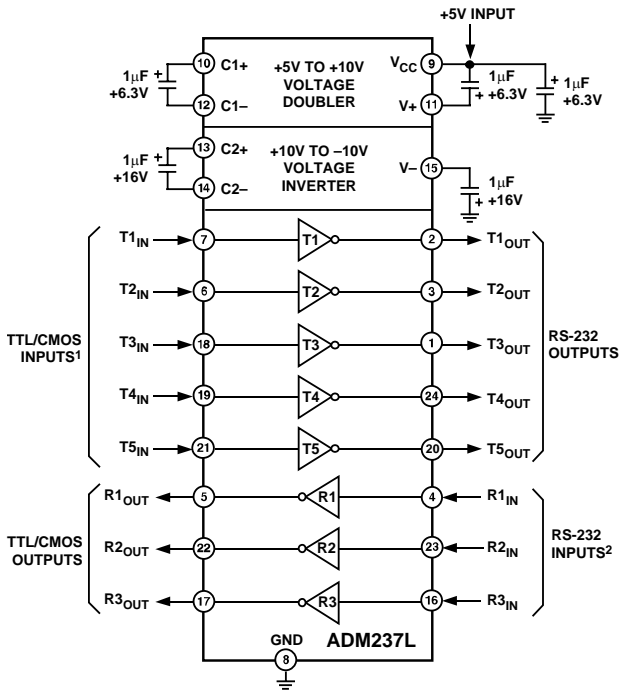 +5V INPUT
10 C1+ +5V TO +10V VOLTAGE DOUBLER VCC 9
1μF +6.3V
12 C1– V+ 11
1μF +6.3V
1μF +6.3V
13 C2+ +10V TO –10V VOLTAGE INVERTER V– 15
1μF +16V
14 C2–
1μF +16V
T1IN 7 T1 2 T1OUT
T2IN 6 T2 3 T2OUT
TTL/CMOS INPUTS1
T3IN 18 T3 1 T3OUT
RS-232 OUTPUTS
T4IN 19 T4 24 T4OUT
T5IN 21 T5 20 T5OUT
R1OUT 5 R1 4 R1IN
TTL/CMOS OUTPUTS
R2OUT 22 R2 23 R2IN
RS-232 INPUTS2
R3OUT 17 R3 16 R3IN
GND ADM237L
8